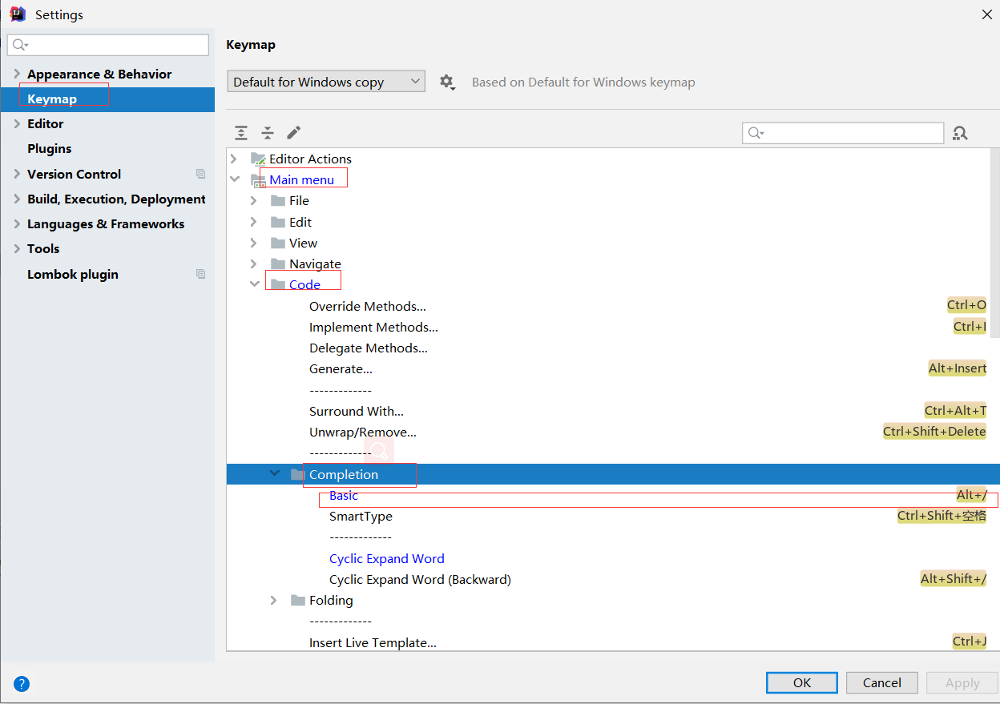 Settings
Keymap
Appearance & Behavior
Keymap
Editor
Plugins
Version Control
Build, Execution, Deployment
Languages & Frameworks
Tools
Lombok plugin
Default for Windows copy
Based on Default for Windows keymap
Editor Actions
Main menu
File
Edit
View
Navigate
Code
Override Methods... Ctrl+O
Implement Methods... Ctrl+I
Delegate Methods...
Generate... Alt+Insert
-------------
Surround With... Ctrl+Alt+T
Unwrap/Remove... Ctrl+Shift+Delete
-------------
Completion
Basic Alt+/
SmartType Ctrl+Shift+空格
-------------
Cyclic Expand Word
Cyclic Expand Word (Backward) Alt+Shift+/
Folding
-------------
Insert Live Template... Ctrl+J
?
OK
Cancel
Apply